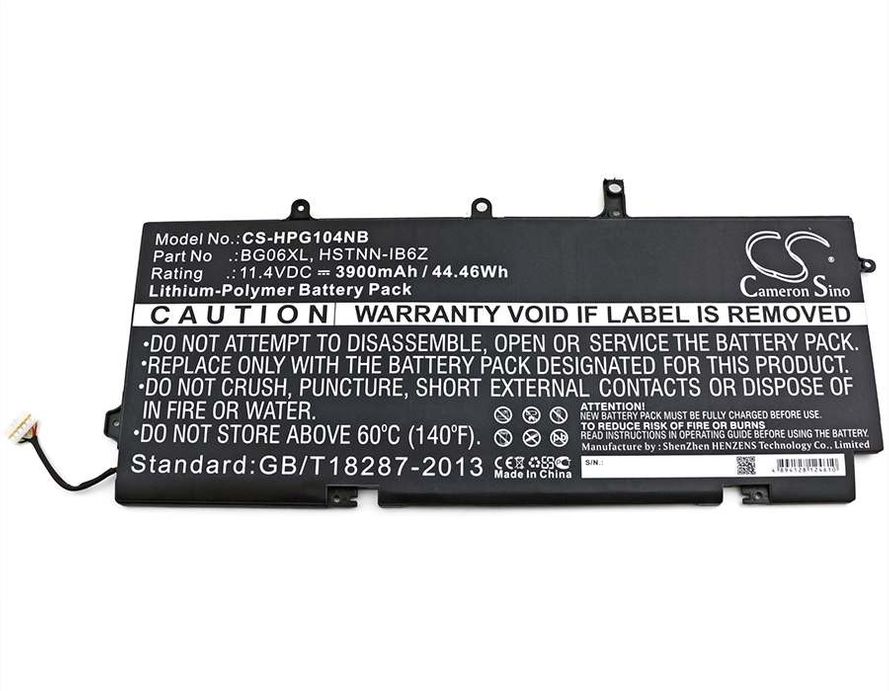 Model No.: CS-HPG104NB
Part No : BG06XL, HSTNN-IB6Z
Rating : 11.4VDC ⎓ 3900mAh / 44.46Wh
Lithium-Polymer Battery Pack
CS
Cameron Sino
CAUTION WARRANTY VOID IF LABEL IS REMOVED
•DO NOT ATTEMPT TO DISASSEMBLE, OPEN OR SERVICE THE BATTERY PACK.
•REPLACE ONLY WITH THE BATTERY PACK DESIGNATED FOR THIS PRODUCT.
•DO NOT CRUSH, PUNCTURE, SHORT EXTERNAL CONTACTS OR DISPOSE OF
IN FIRE OR WATER.
•DO NOT STORE ABOVE 60°C (140°F).
ATTENTION!
NEW BATTERY PACK MUST BE FULLY CHARGED BEFORE USE.
TO REDUCE RISK OF FIRE OR BURNS
READ INSTRUCTIONS IN OPERATING MANUAL BEFORE USING THE BATTERY.
Manufacture by : ShenZhen HENZENS Technology Co., Limited
Standard:GB/T18287-2013
CE
Made In China
S/N.:
4 894128 124610